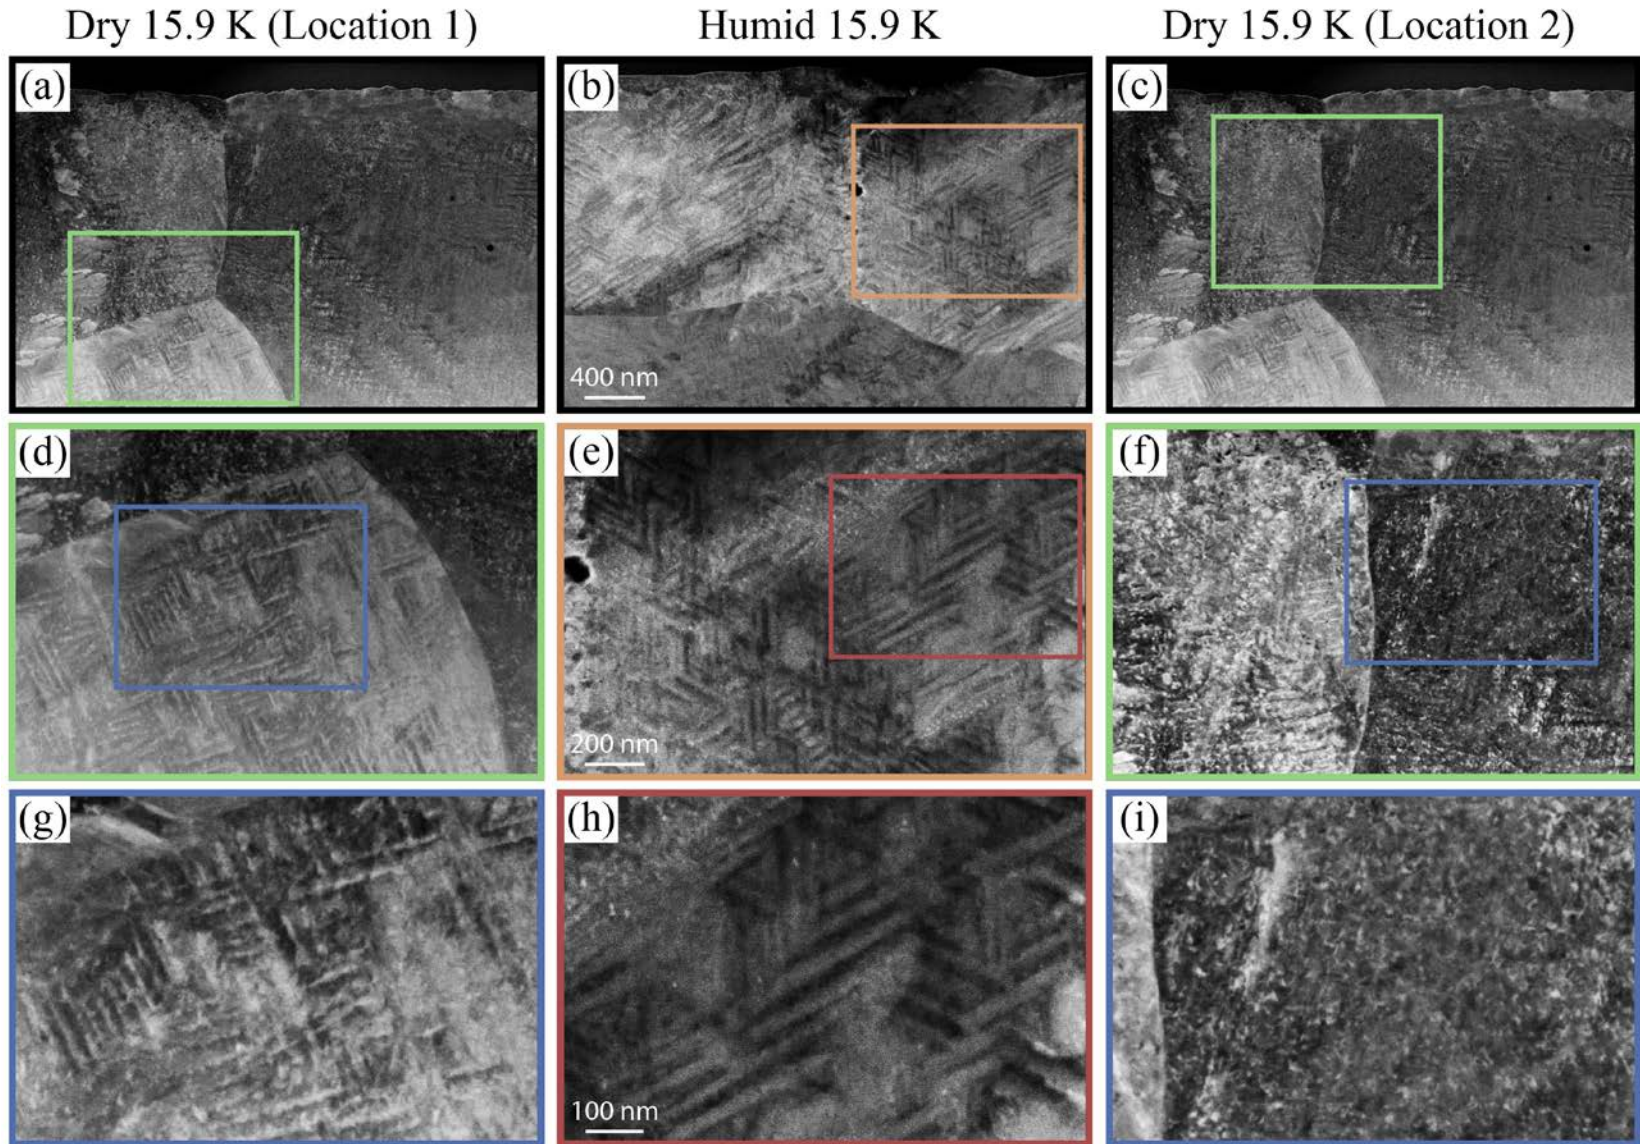 Dry 15.9 K (Location 1)
Humid 15.9 K
Dry 15.9 K (Location 2)
(a)
(b)
(c)
400 nm
(d)
(e)
(f)
200 nm
(g)
(h)
(i)
100 nm